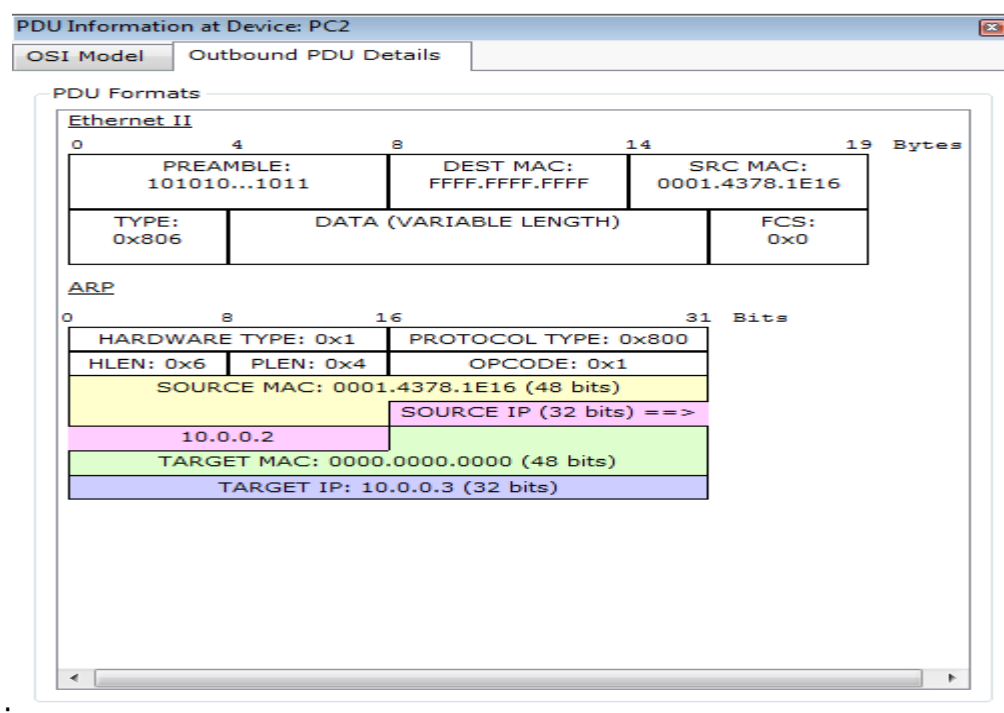 PDU Information at Device: PC2
OSI Model Outbound PDU Details
PDU Formats
Ethernet II
0 4 8 14 19 Bytes
PREAMBLE: DEST MAC: SRC MAC:
101010...1011 FFFF.FFFF.FFFF 0001.4378.1E16
TYPE: DATA (VARIABLE LENGTH) FCS:
0x806 0x0
ARP
0 8 16 31 Bits
HARDWARE TYPE: 0x1 PROTOCOL TYPE: 0x800
HLEN: 0x6 PLEN: 0x4 OPCODE: 0x1
SOURCE MAC: 0001.4378.1E16 (48 bits)
SOURCE IP (32 bits) ==>
10.0.0.2
TARGET MAC: 0000.0000.0000 (48 bits)
TARGET IP: 10.0.0.3 (32 bits)
.